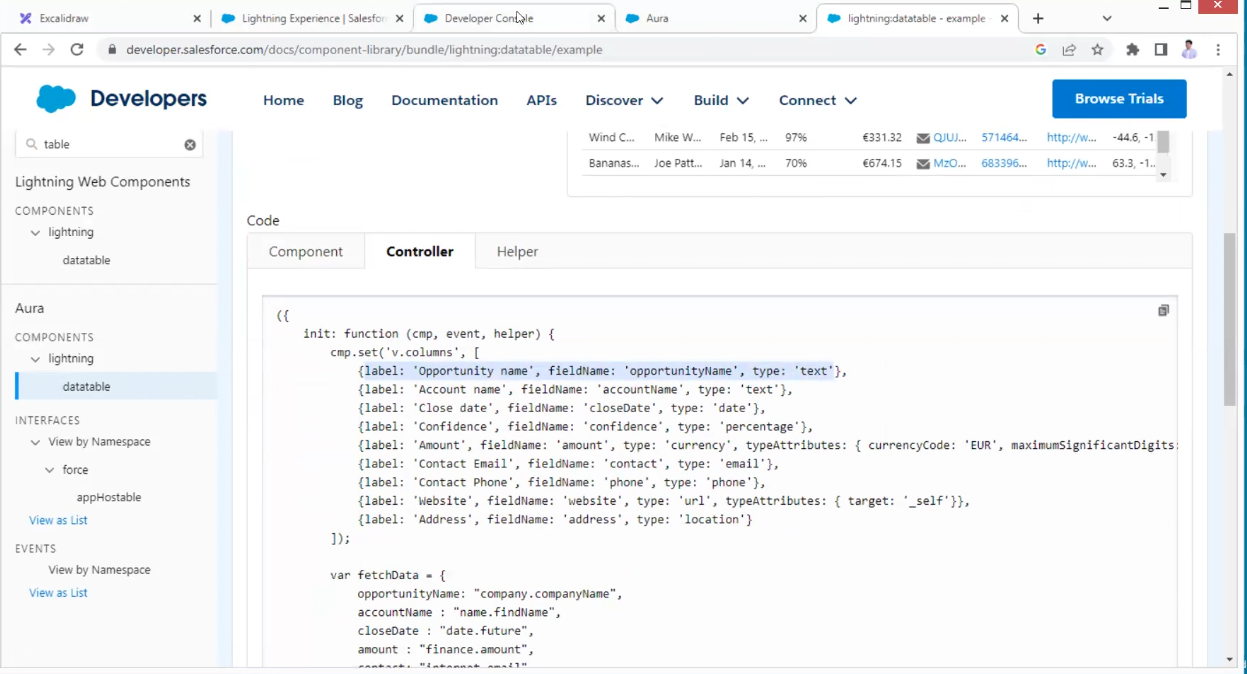 Excalidraw
Lightning Experience | Salesfor
Developer Console
Aura
lightning:datatable - example
developer.salesforce.com/docs/component-library/bundle/lightning:datatable/example
Developers
Home
Blog
Documentation
APIs
Discover
Build
Connect
Browse Trials
table
Lightning Web Components
COMPONENTS
lightning
datatable
Aura
COMPONENTS
lightning
datatable
INTERFACES
View by Namespace
force
appHostable
View as List
EVENTS
View by Namespace
View as List
Wind C... Mike W... Feb 15, ... 97% €331.32 QJUJ... 571464... http://w... -44.6, -1
Bananas... Joe Patt... Jan 14, ... 70% €674.15 MzO... 683396... http://w... 63.3, -1...
Code
Component
Controller
Helper
({
init: function (cmp, event, helper) {
cmp.set('v.columns', [
{label: 'Opportunity name', fieldName: 'opportunityName', type: 'text'},
{label: 'Account name', fieldName: 'accountName', type: 'text'},
{label: 'Close date', fieldName: 'closeDate', type: 'date'},
{label: 'Confidence', fieldName: 'confidence', type: 'percentage'},
{label: 'Amount', fieldName: 'amount', type: 'currency', typeAttributes: { currencyCode: 'EUR', maximumSignificantDigits:
{label: 'Contact Email', fieldName: 'contact', type: 'email'},
{label: 'Contact Phone', fieldName: 'phone', type: 'phone'},
{label: 'Website', fieldName: 'website', type: 'url', typeAttributes: { target: '_self'}},
{label: 'Address', fieldName: 'address', type: 'location'}
]);
var fetchData = {
opportunityName: "company.companyName",
accountName : "name.findName",
closeDate : "date.future",
amount : "finance.amount",
contact: "internet.email"